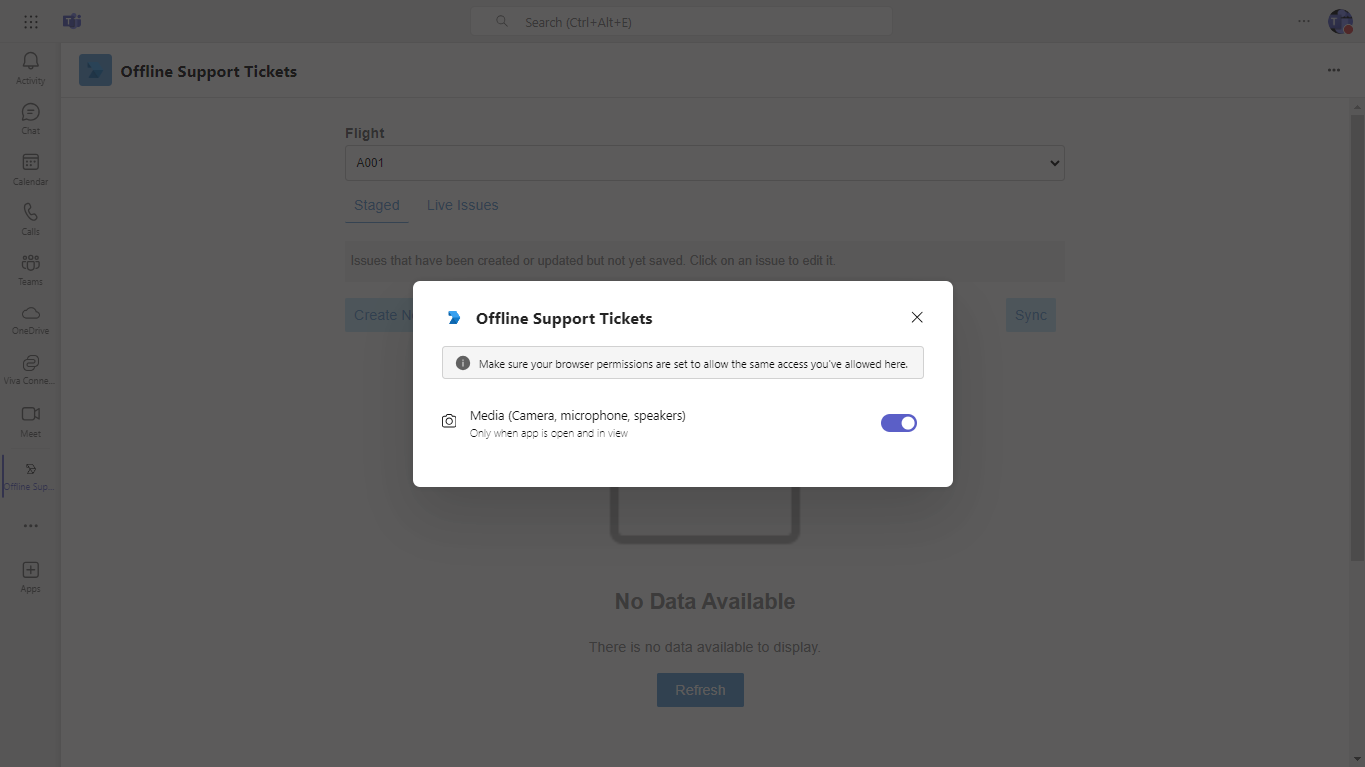 Search (Ctrl+Alt+E)
Activity
Chat
Calendar
Calls
Teams
OneDrive
Viva Conne...
Meet
Offline Sup...
Apps
Offline Support Tickets
Flight
A001
Staged
Live Issues
Issues that have been created or updated but not yet saved. Click on an issue to edit it.
Create N
Sync
Offline Support Tickets
Make sure your browser permissions are set to allow the same access you've allowed here.
Media (Camera, microphone, speakers)
Only when app is open and in view
No Data Available
There is no data available to display.
Refresh